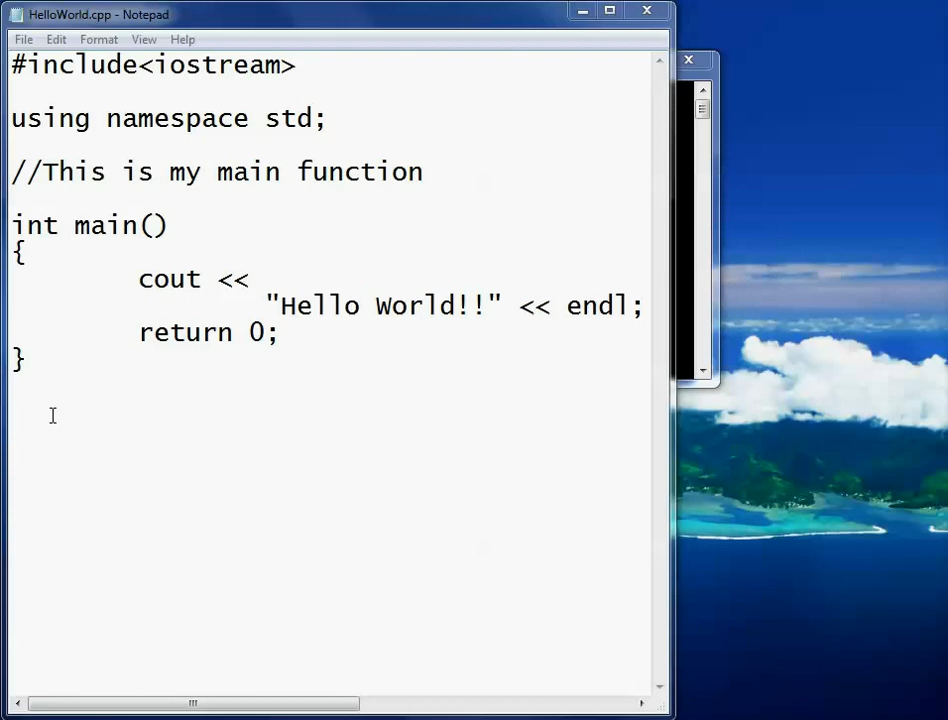 HelloWorld.cpp - Notepad
File Edit Format View Help
#include<iostream>
using namespace std;
//This is my main function
int main()
{
cout <<
"Hello World!!" << endl;
return 0;
}